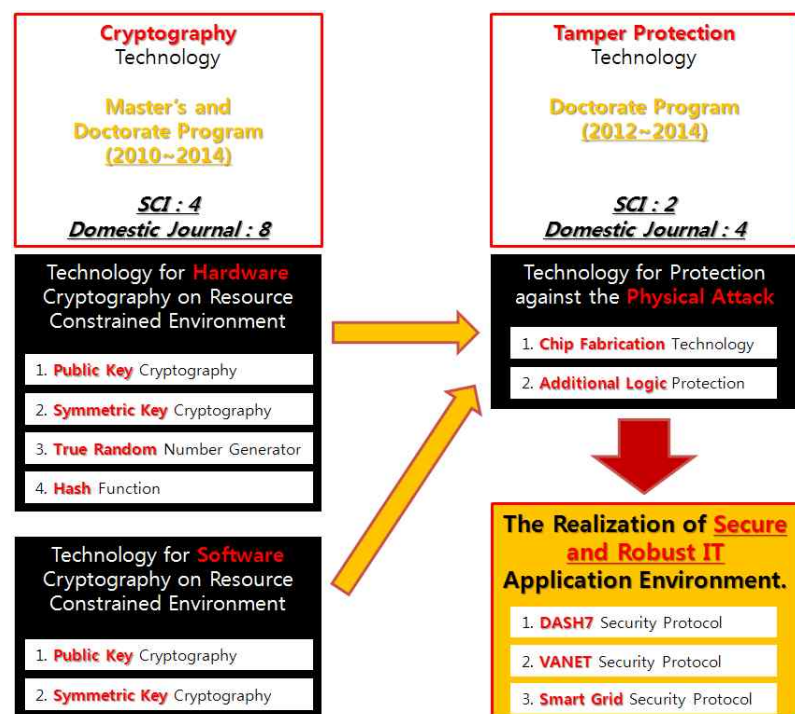 Cryptography
Technology
Master's and
Doctorate Program
(2010~2014)
SCI : 4
Domestic Journal : 8
Technology for Hardware
Cryptography on Resource
Constrained Environment
1. Public Key Cryptography
2. Symmetric Key Cryptography
3. True Random Number Generator
4. Hash Function
Technology for Software
Cryptography on Resource
Constrained Environment
1. Public Key Cryptography
2. Symmetric Key Cryptography
Tamper Protection
Technology
Doctorate Program
(2012~2014)
SCI : 2
Domestic Journal : 4
Technology for Protection
against the Physical Attack
1. Chip Fabrication Technology
2. Additional Logic Protection
The Realization of Secure
and Robust IT
Application Environment.
1. DASH7 Security Protocol
2. VANET Security Protocol
3. Smart Grid Security Protocol